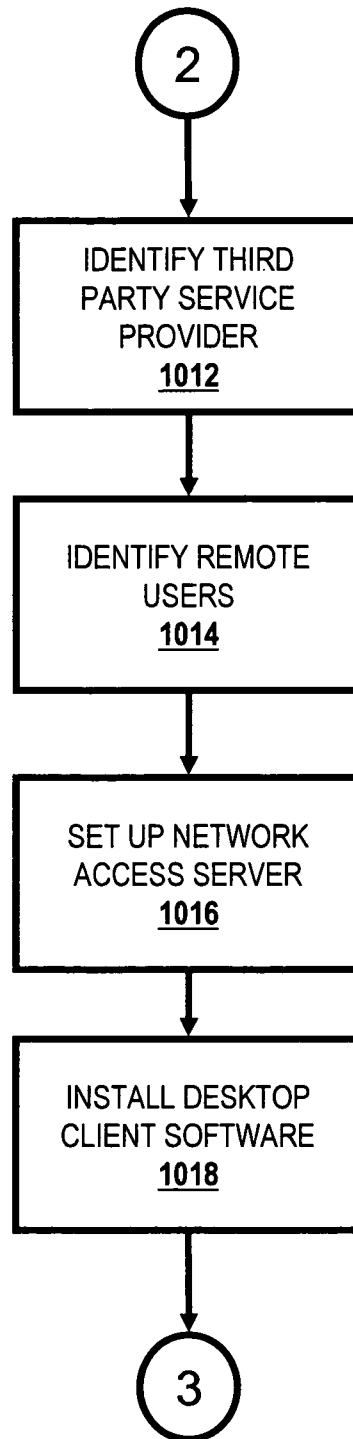 2
IDENTIFY THIRD
PARTY SERVICE
PROVIDER
1012
IDENTIFY REMOTE
USERS
1014
SET UP NETWORK
ACCESS SERVER
1016
INSTALL DESKTOP
CLIENT SOFTWARE
1018
3